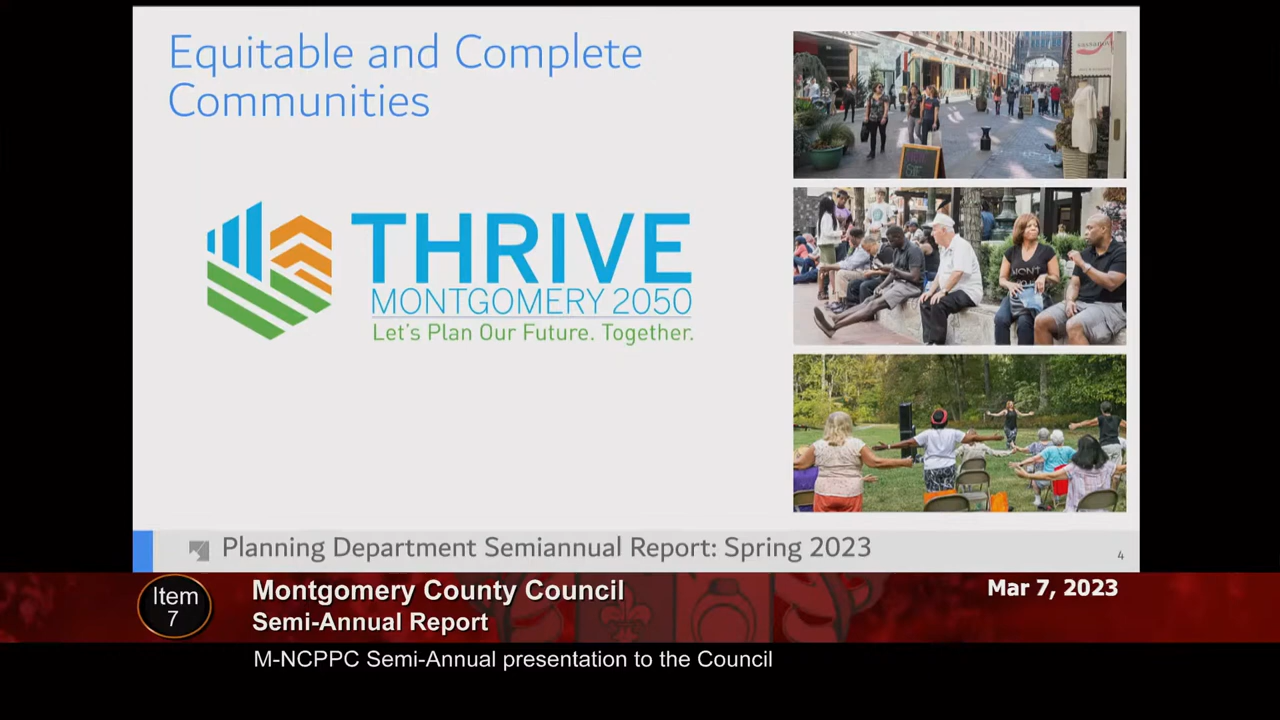 Equitable and Complete
Communities
THRIVE
MONTGOMERY 2050
Let's Plan Our Future. Together.
Planning Department Semiannual Report: Spring 2023
4
Item
7
Montgomery County Council
Semi-Annual Report
Mar 7, 2023
M-NCPPC Semi-Annual presentation to the Council